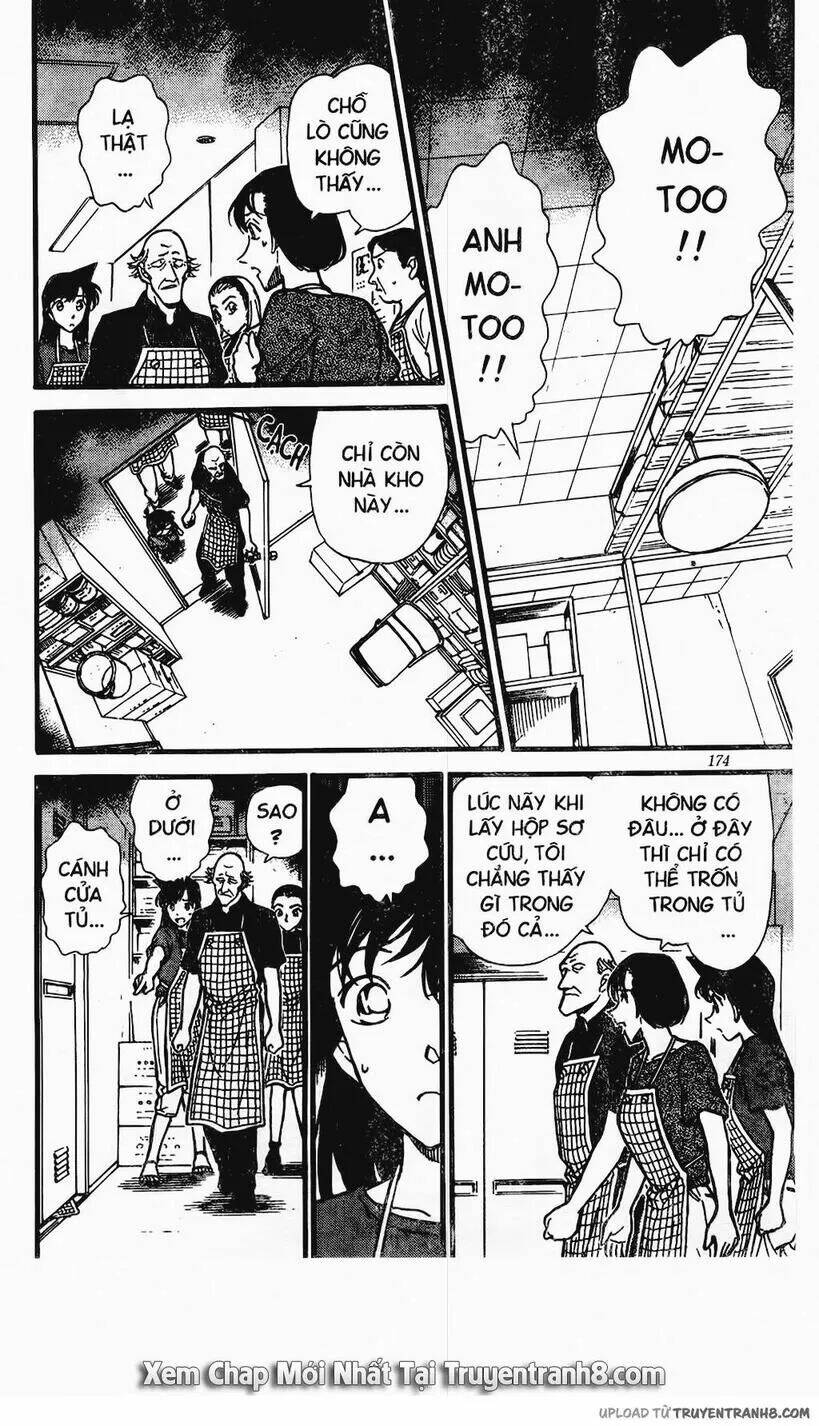 MO-
TOO
!!
ANH
MO-
TOO
!!
CHỒ
LÒ CŨNG
KHÔNG
THẤY...
LẠ
THẬT
...
CẠCH
CHỈ CÒN
NHÀ KHO
NÀY...
174
KHÔNG CÓ
ĐÂU... Ở ĐÂY
THÌ CHỈ CÓ
THỂ TRỐN
TRONG TỦ
...
LÚC NÃY KHI
LẤY HỘP SƠ
CỨU, TÔI
CHẲNG THẤY
GÌ TRONG
ĐÓ CẢ...
A
...
SAO
?
Ở
DƯỚI
...
CÁNH
CỬA
TỦ...
Xem Chap Mới Nhất Tại Truyentranh8.com
UPLOAD TỪ TRUYENTRANH8.COM